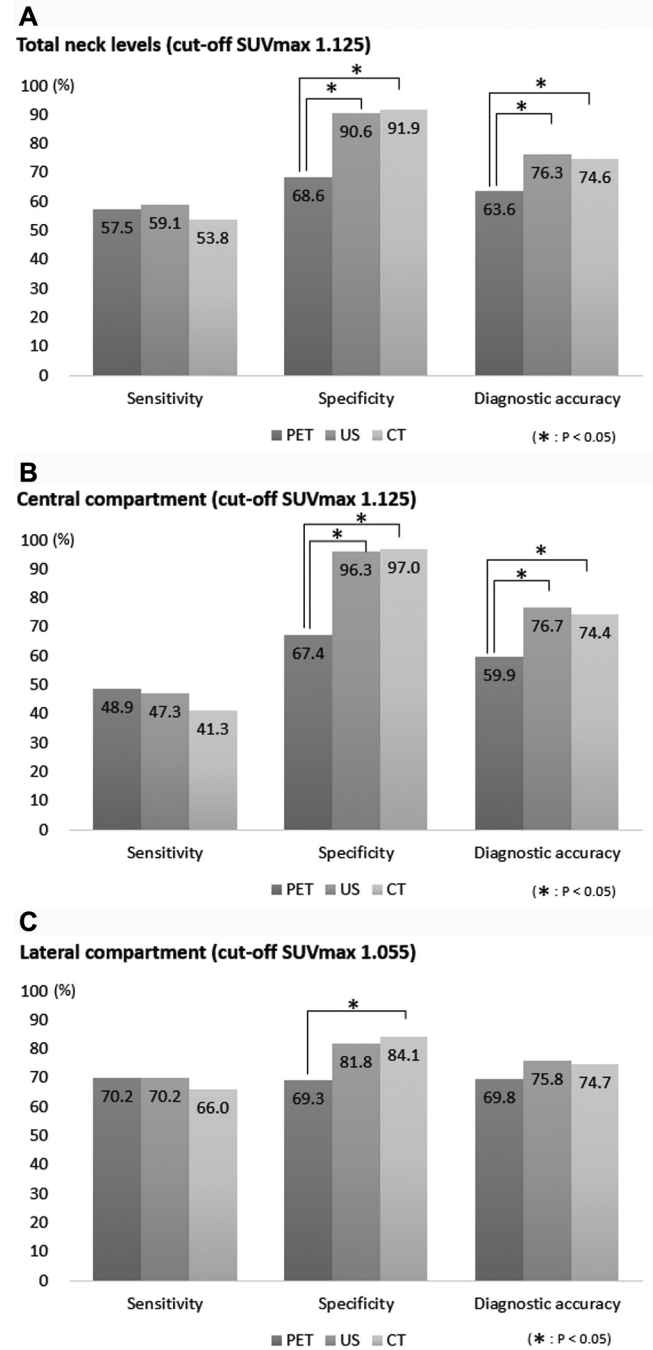 A
Total neck levels (cut-off SUVmax 1.125)
100 (%)
90
80
70
60
50
40
30
20
10
0
57.5 59.1 53.8
68.6 90.6 91.9
63.6 76.3 74.6
* *
* *
Sensitivity Specificity Diagnostic accuracy
PET US CT
(* : P < 0.05)
B
Central compartment (cut-off SUVmax 1.125)
100 (%)
90
80
70
60
50
40
30
20
10
0
48.9 47.3 41.3
67.4 96.3 97.0
59.9 76.7 74.4
* *
* *
Sensitivity Specificity Diagnostic accuracy
PET US CT
(* : P < 0.05)
C
Lateral compartment (cut-off SUVmax 1.055)
100 (%)
90
80
70
60
50
40
30
20
10
0
70.2 70.2 66.0
69.3 81.8 84.1
69.8 75.8 74.7
*
Sensitivity Specificity Diagnostic accuracy
PET US CT
(* : P < 0.05)